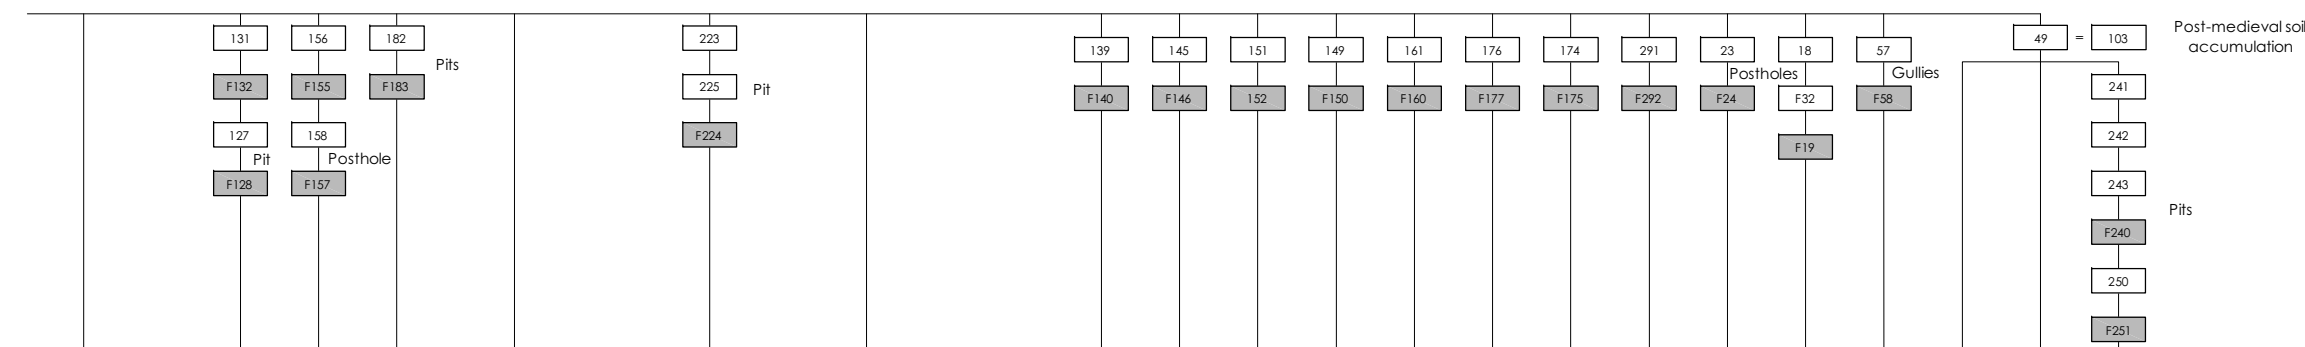 131 156 182 223 49 = 103 Post-medieval soil
accumulation
139 145 151 149 161 176 174 291 23 18 57
Pits
Postholes Gullies
F132 F155 F183 225 Pit 241
F140 F146 152 F150 F160 F177 F175 F292 F24 F32 F58
127 158 F224 242
F19
Pit Posthole
F128 F157 243
Pits
F240
250
F251